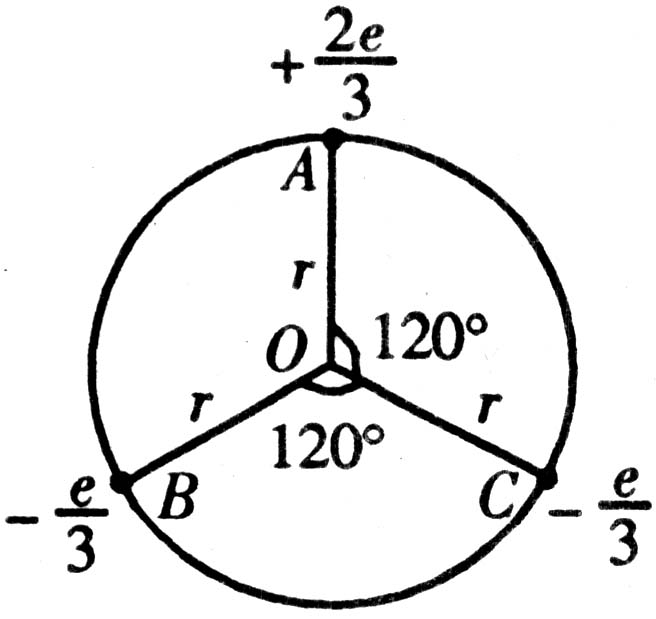 + 2e/3
A
r
O 120°
r 120° r
- e/3 B C - e/3